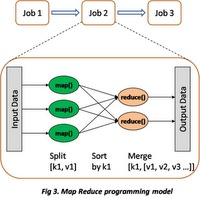 Job 1
Job 2
Job 3
Input Data
map()
map()
map()
reduce()
reduce()
Output Data
Split
[k1, v1]
Sort
by k1
Merge
[k1, [v1, v2, v3 ...]]
Fig 3. Map Reduce programming model